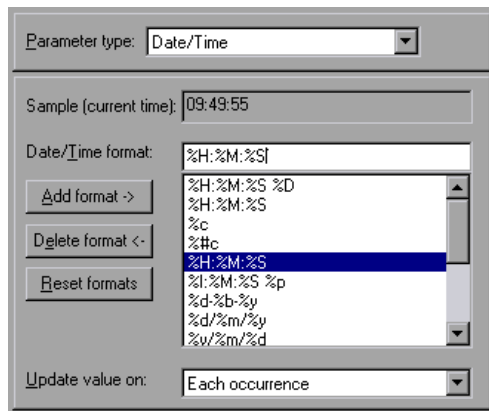 Parameter type: Date/Time
Sample (current time): 09:49:55
Date/Time format: %H:%M:%S
%H:%M:%S %D
Add format -> %H:%M:%S
%c
Delete format <- %#c
%H:%M:%S
Reset formats %I:%M:%S %p
%d-%b-%y
%d/%m/%y
%y/%m/%d
Update value on: Each occurrence